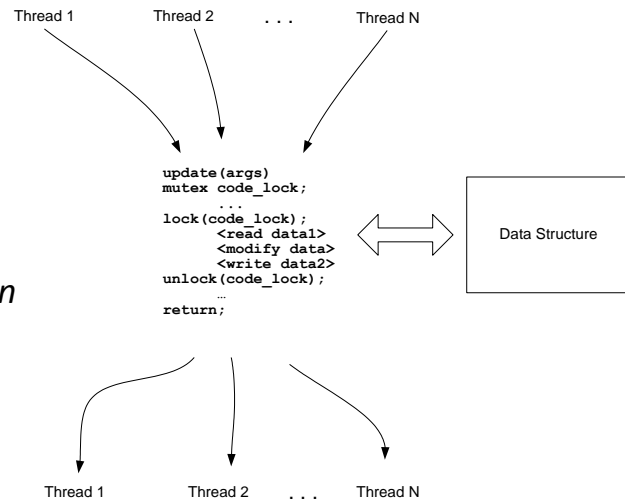 Thread 1 Thread 2 . . . Thread N
update(args)
mutex code_lock;
...
lock(code_lock);
<read data1>
<modify data>
<write data2>
unlock(code_lock);
…
return;
Data Structure
n
Thread 1 Thread 2 . . . Thread N